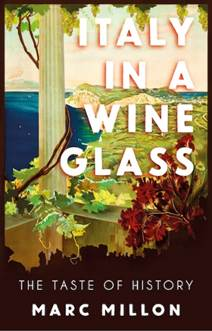 ITALY
IN A
WINE
GLASS
THE TASTE OF HISTORY
MARC MILLON